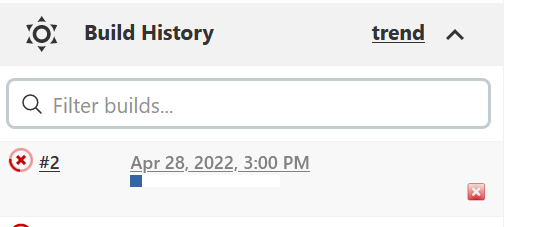 Build History trend
Filter builds...
#2 Apr 28, 2022, 3:00 PM